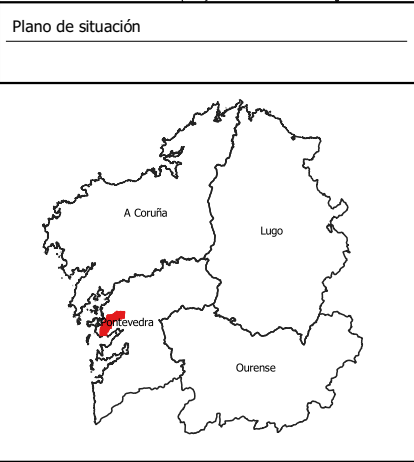 Plano de situación
A Coruña
Lugo
Pontevedra
Ourense